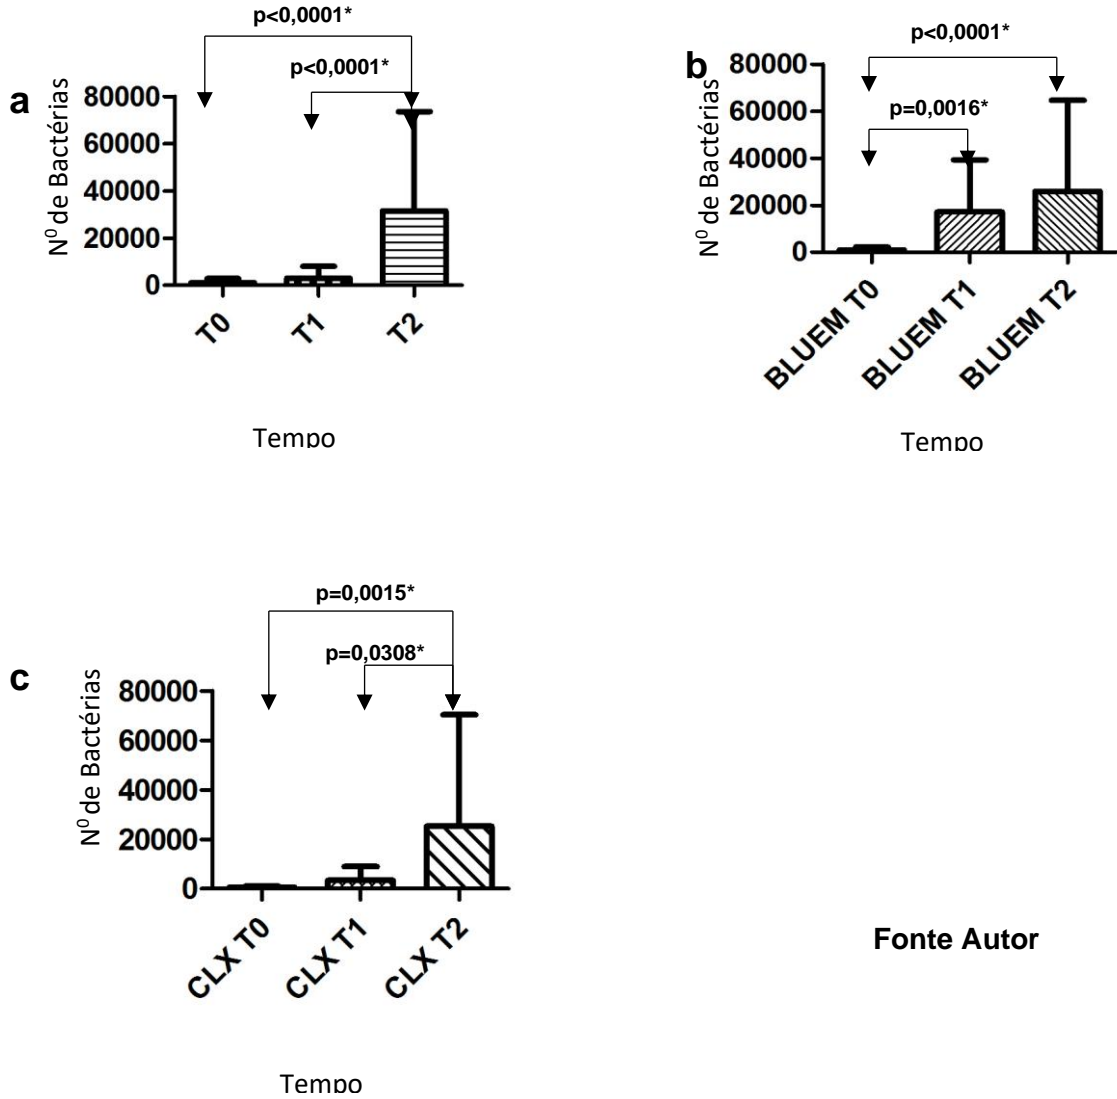 p<0,0001*
p<0,0001*
a
N⁰ de Bactérias
80000
60000
40000
20000
0
T0
T1
T2
Tempo
p<0,0001*
p=0,0016*
b
N⁰ de Bactérias
80000
60000
40000
20000
0
BLUEM T0
BLUEM T1
BLUEM T2
Tempo
p=0,0015*
p=0,0308*
c
N⁰ de Bactérias
80000
60000
40000
20000
0
CLX T0
CLX T1
CLX T2
Tempo
Fonte Autor